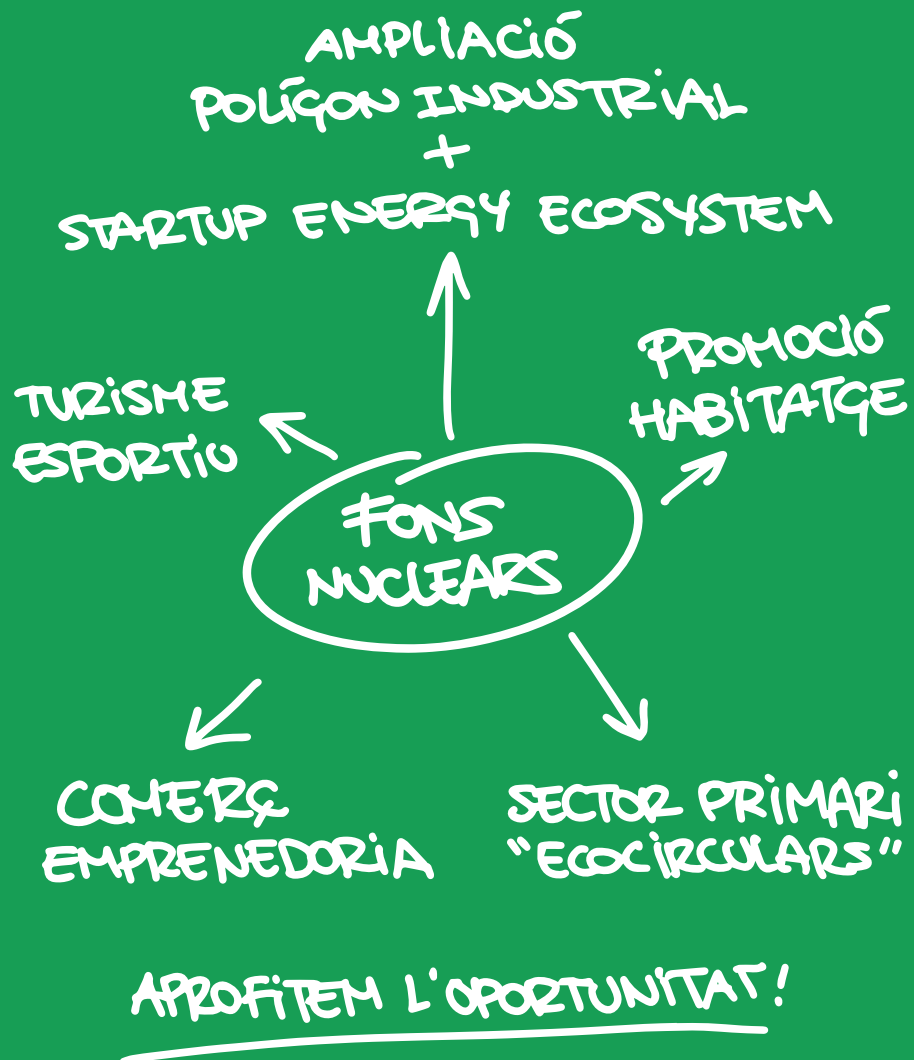 AMPLIACIÓ
POLÍGON INDUSTRIAL
+
STARTUP ENERGY ECOSYSTEM
PROMOCIÓ
HABITATGE
TURISME
ESPORTIU
FONS
NUCLEARS
COMERÇ
EMPRENEDORIA
SECTOR PRIMARI
"ECOCIRCULARS"
APROFITEM L'OPORTUNITAT!